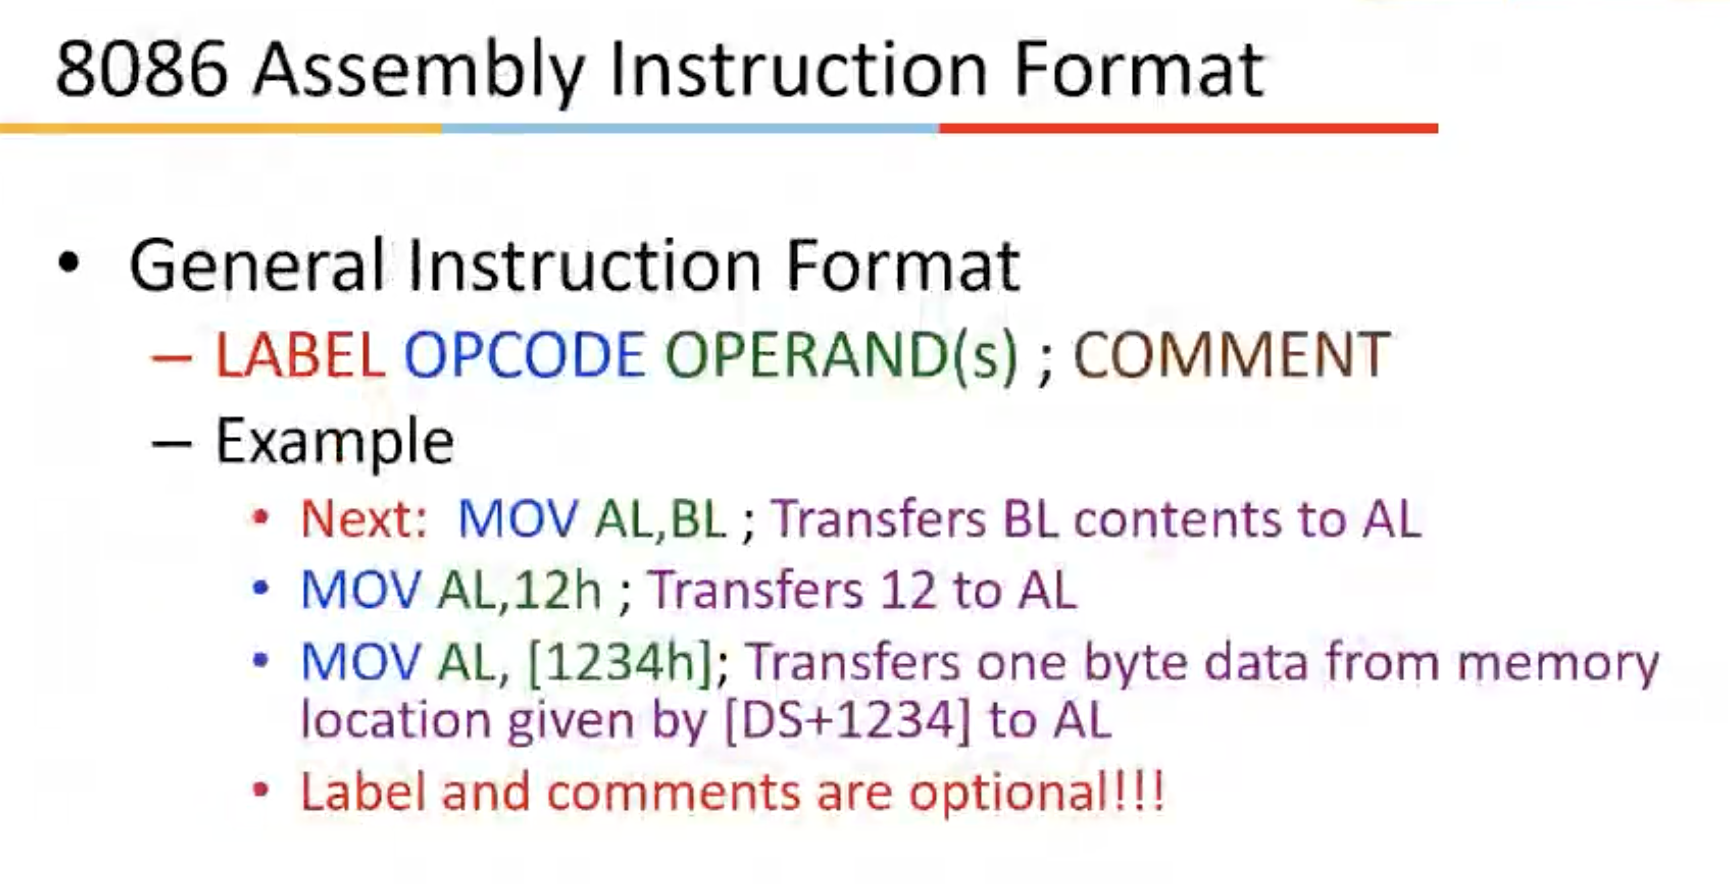 8086 Assembly Instruction Format
• General Instruction Format
– LABEL OPCODE OPERAND(s) ; COMMENT
– Example
• Next: MOV AL,BL ; Transfers BL contents to AL
• MOV AL,12h ; Transfers 12 to AL
• MOV AL, [1234h]; Transfers one byte data from memory
location given by [DS+1234] to AL
• Label and comments are optional!!!